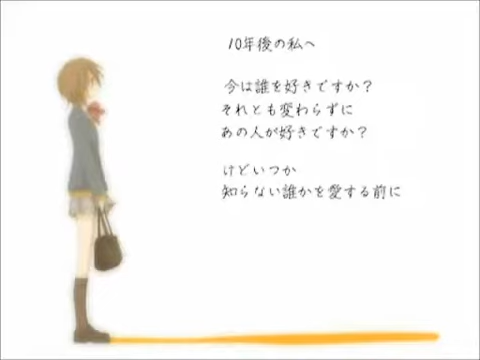 10年後の私へ
今は誰を好きですか？
それとも変わらずに
あの人が好きですか？
けどいつか
知らない誰かを愛する前に